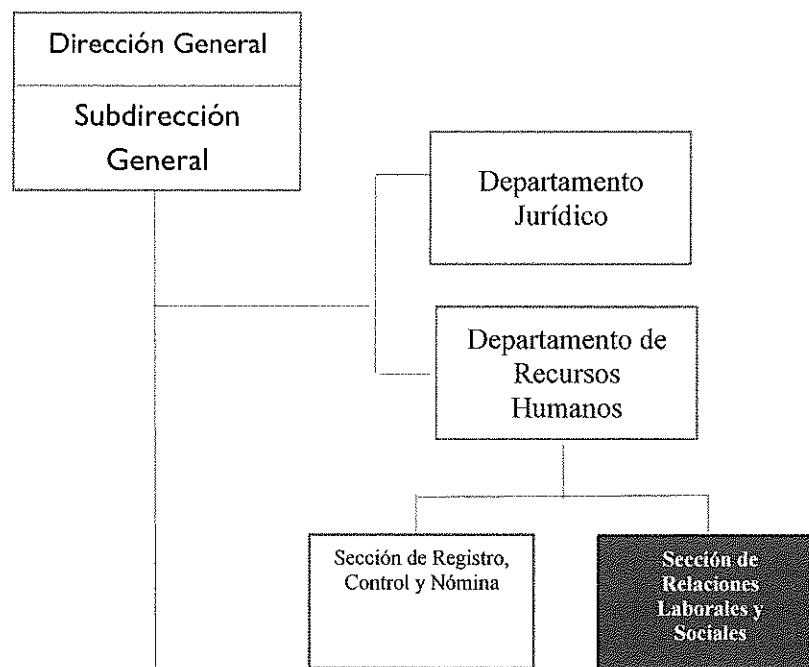 Dirección General
Subdirección
General
Departamento
Jurídico
Departamento de
Recursos
Humanos
Sección de Registro,
Control y Nómina
Sección de
Relaciones
Laborales y
Sociales